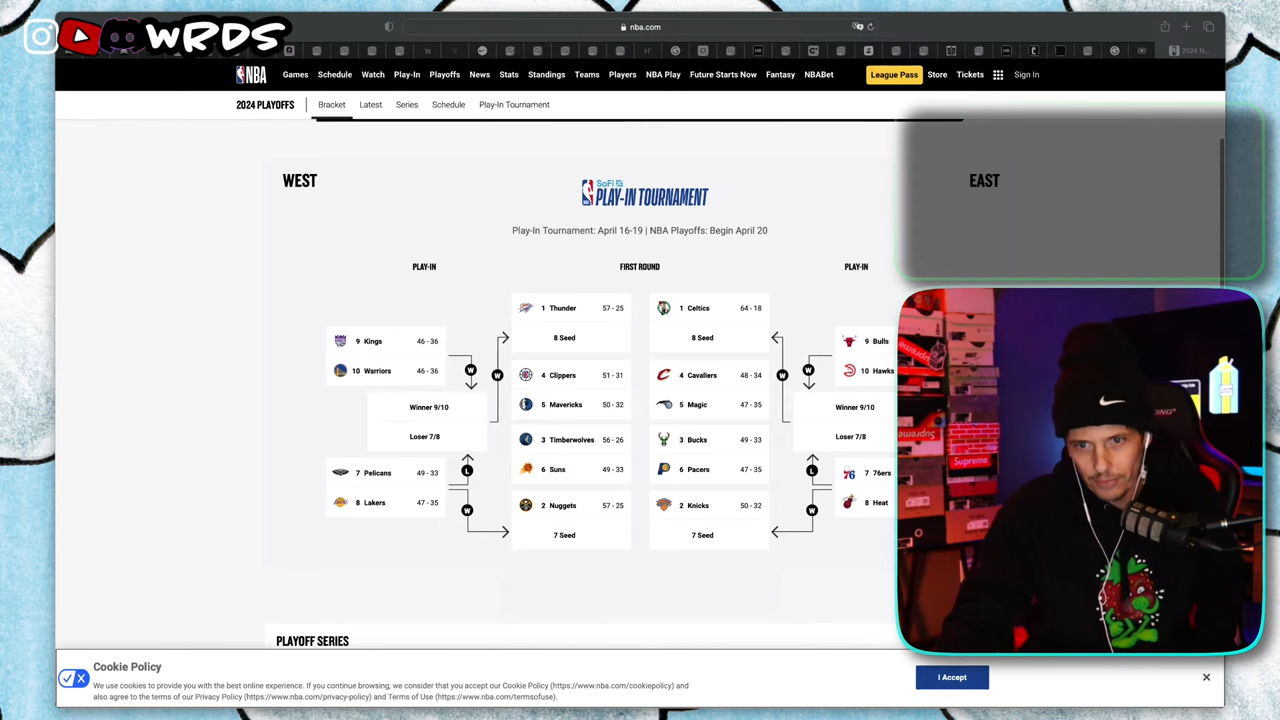 WRDS
nba.com
NBA Games Schedule Watch Play-In Playoffs News Stats Standings Teams Players NBA Play Future Starts Now Fantasy NBABet League Pass Store Tickets Sign In
2024 PLAYOFFS Bracket Latest Series Schedule Play-In Tournament
WEST
EAST
SoFi
PLAY-IN TOURNAMENT
Play-In Tournament: April 16-19 | NBA Playoffs: Begin April 20
PLAY-IN
FIRST ROUND
PLAY-IN
1 Thunder 57 - 25
8 Seed
1 Celtics 64 - 18
8 Seed
9 Kings 46 - 36
10 Warriors 46 - 36
W
W
4 Clippers 51 - 31
5 Mavericks 50 - 32
4 Cavaliers 48 - 34
5 Magic 47 - 35
W
W
9 Bulls
10 Hawks
Winner 9/10
Loser 7/8
3 Timberwolves 56 - 26
6 Suns 49 - 33
3 Bucks 49 - 33
6 Pacers 47 - 35
Winner 9/10
Loser 7/8
7 Pelicans 49 - 33
8 Lakers 47 - 35
L
W
2 Nuggets 57 - 25
7 Seed
2 Knicks 50 - 32
7 Seed
L
W
76 7 76ers
8 Heat
PLAYOFF SERIES
Cookie Policy
We use cookies to provide you with the best online experience. If you continue browsing, we consider that you accept our Cookie Policy (https://www.nba.com/cookiepolicy) and
also agree to the terms of our Privacy Policy (https://www.nba.com/privacy-policy) and Terms of Use (https://www.nba.com/termsofuse).
I Accept
Supreme
Supreme